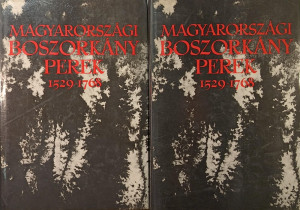 MAGYARORSZÁGI
BOSZORKÁNY
PEREK
1529-1768
MAGYARORSZÁGI
BOSZORKÁNY
PEREK
1529-1768